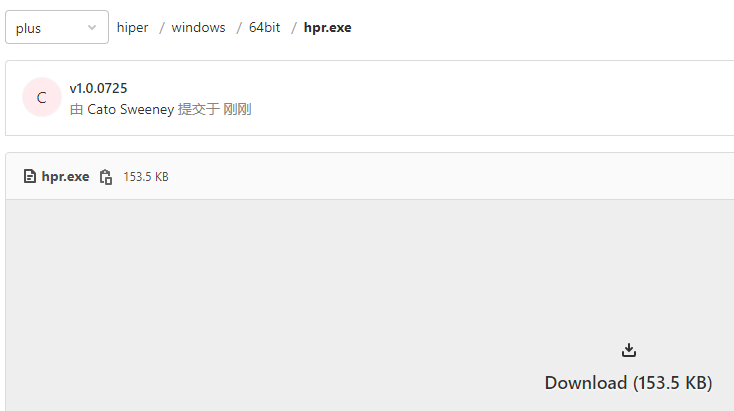 plus hiper / windows / 64bit / hpr.exe
C
v1.0.0725
由 Cato Sweeney 提交于 刚刚
hpr.exe 153.5 KB
Download (153.5 KB)